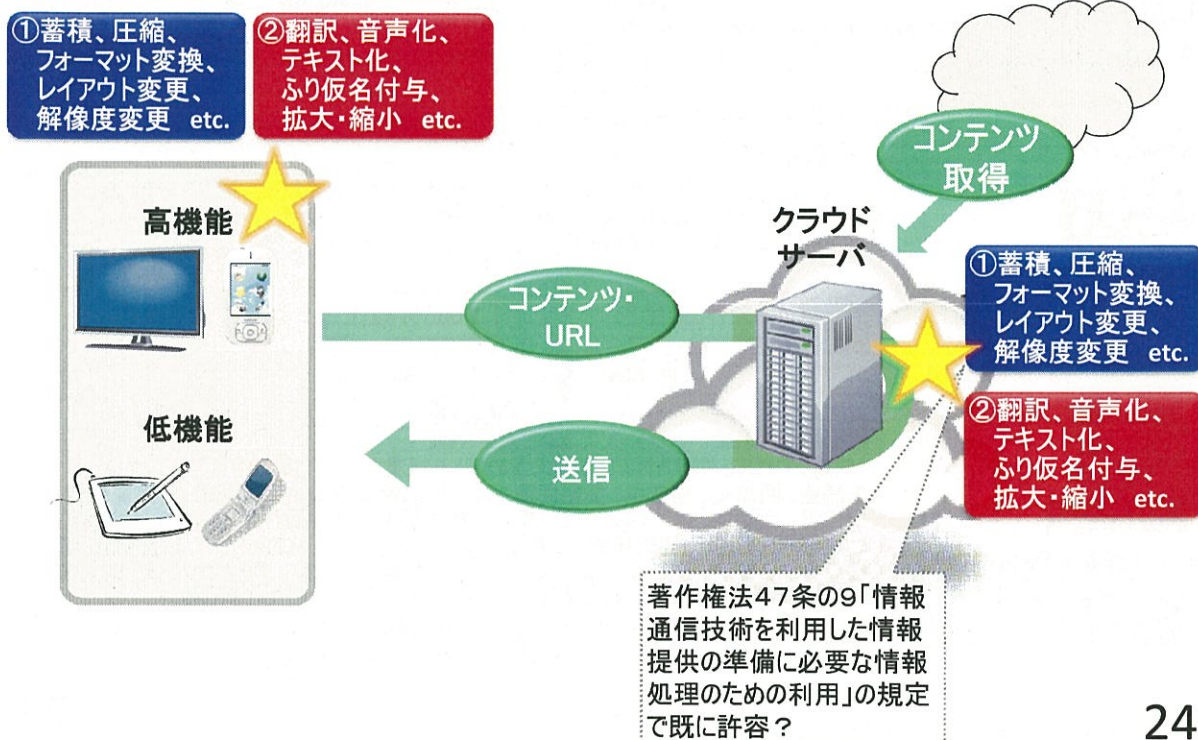 ①蓄積、圧縮、
フォーマット変換、
レイアウト変更、
解像度変更 etc.
②翻訳、音声化、
テキスト化、
ふり仮名付与、
拡大・縮小 etc.
コンテンツ
取得
高機能
クラウド
サーバ
コンテンツ・
URL
①蓄積、圧縮、
フォーマット変換、
レイアウト変更、
解像度変更 etc.
低機能
送信
②翻訳、音声化、
テキスト化、
ふり仮名付与、
拡大・縮小 etc.
著作権法47条の9「情報
通信技術を利用した情報
提供の準備に必要な情報
処理のための利用」の規定
で既に許容？
24